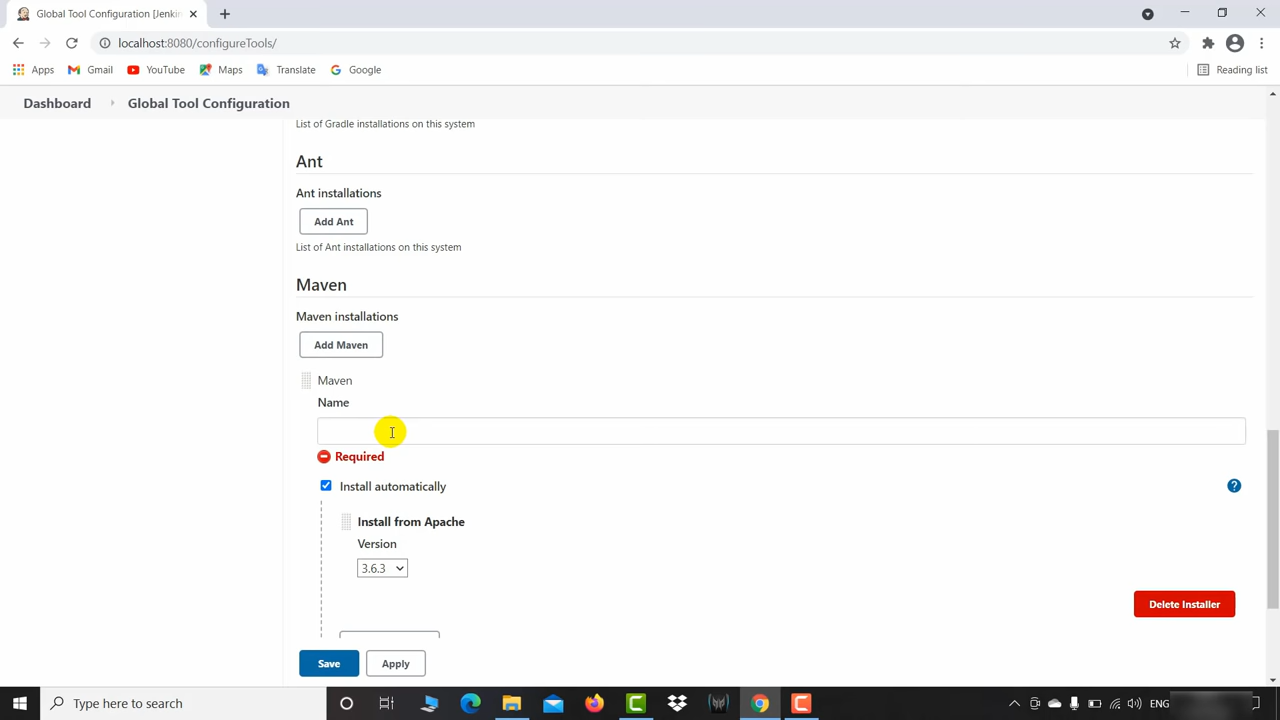 Global Tool Configuration [Jenkin
localhost:8080/configureTools/
Apps Gmail YouTube Maps Translate Google Reading list
Dashboard Global Tool Configuration
List of Gradle installations on this system
Ant
Ant installations
Add Ant
List of Ant installations on this system
Maven
Maven installations
Add Maven
Maven
Name
Required
Install automatically
?
Install from Apache
Version
3.6.3
Delete Installer
Save Apply
Type here to search
ENG